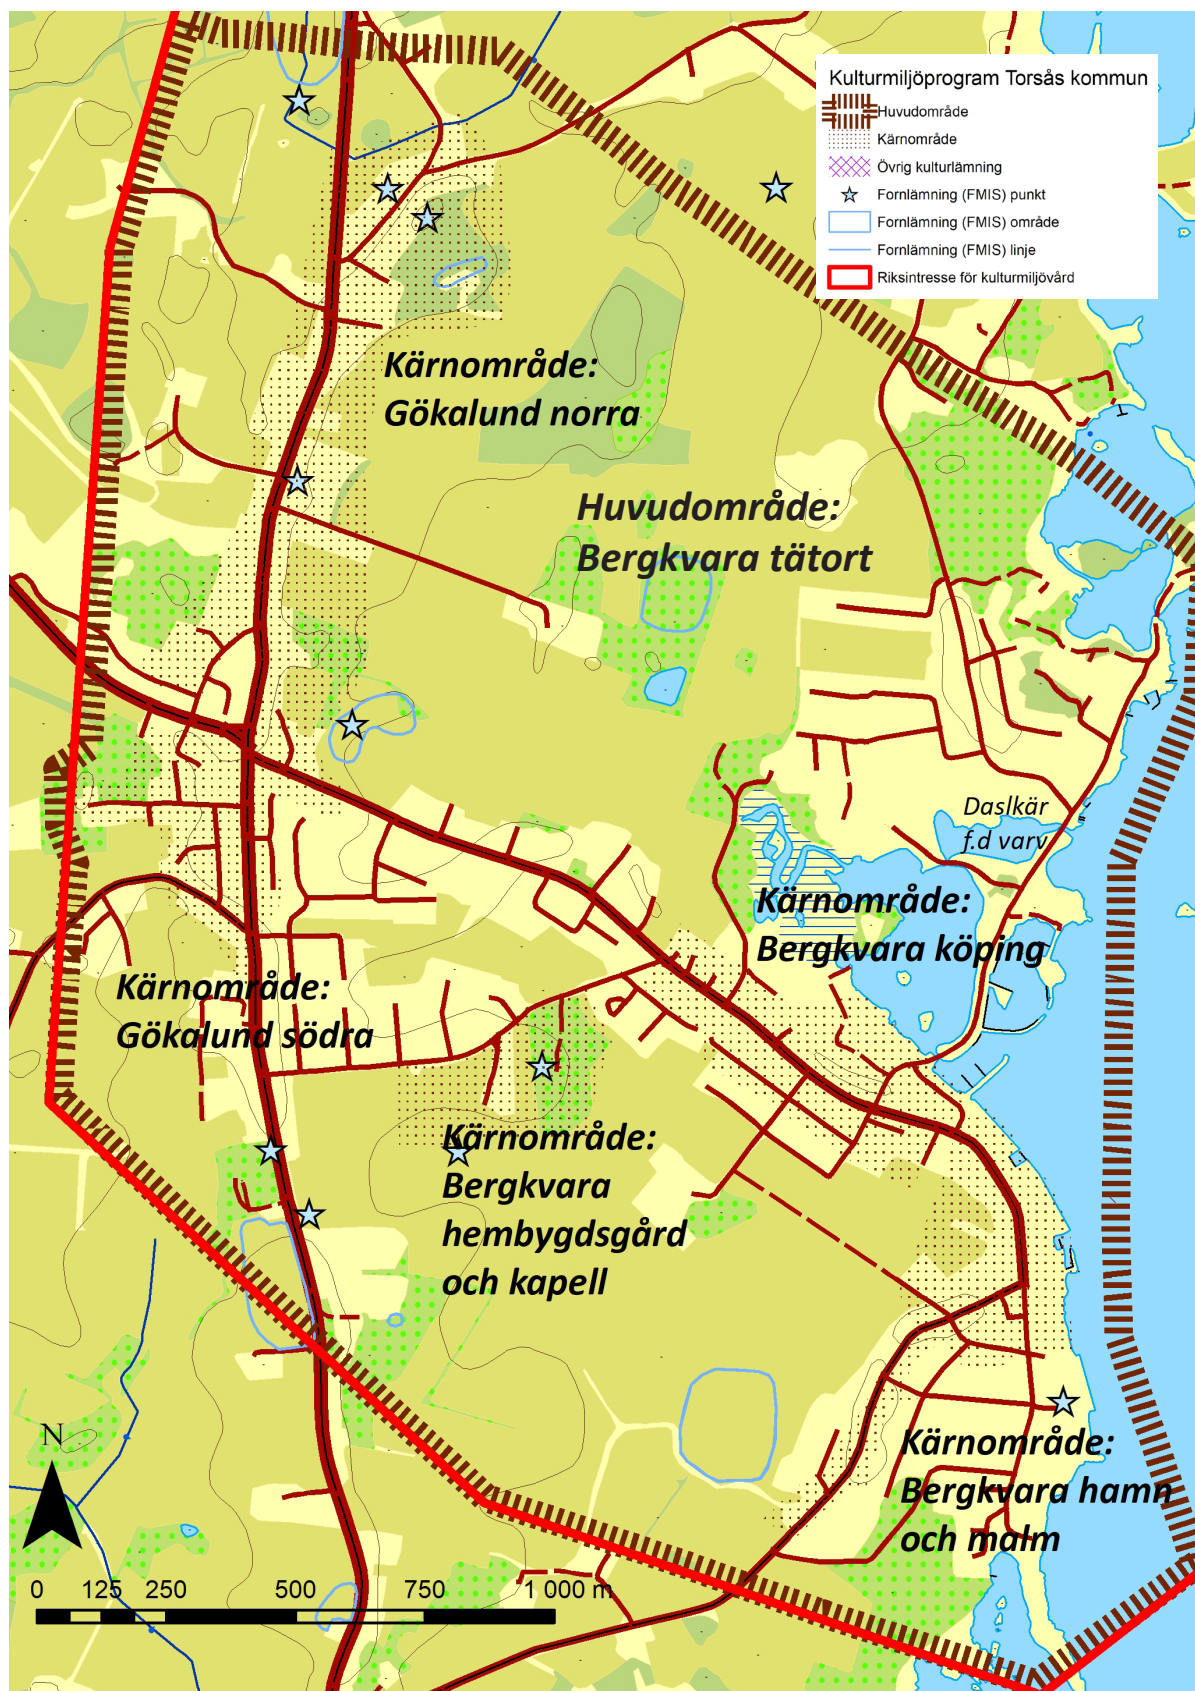 Kulturmiljöprogram Torsås kommun
Huvudområde
Kärnområde
Övrig kulturlämning
Fornlämning (FMIS) punkt
Fornlämning (FMIS) område
Fornlämning (FMIS) linje
Riksintresse för kulturmiljövård
Kärnområde:
Gökalund norra
Huvudområde:
Bergkvara tätort
Daslkär
f.d varv
Kärnområde:
Bergkvara köping
Kärnområde:
Gökalund södra
Kärnområde:
Bergkvara
hembygdsgård
och kapell
Kärnområde:
Bergkvara hamn
och malm
N
0 125 250 500 750 1 000 m